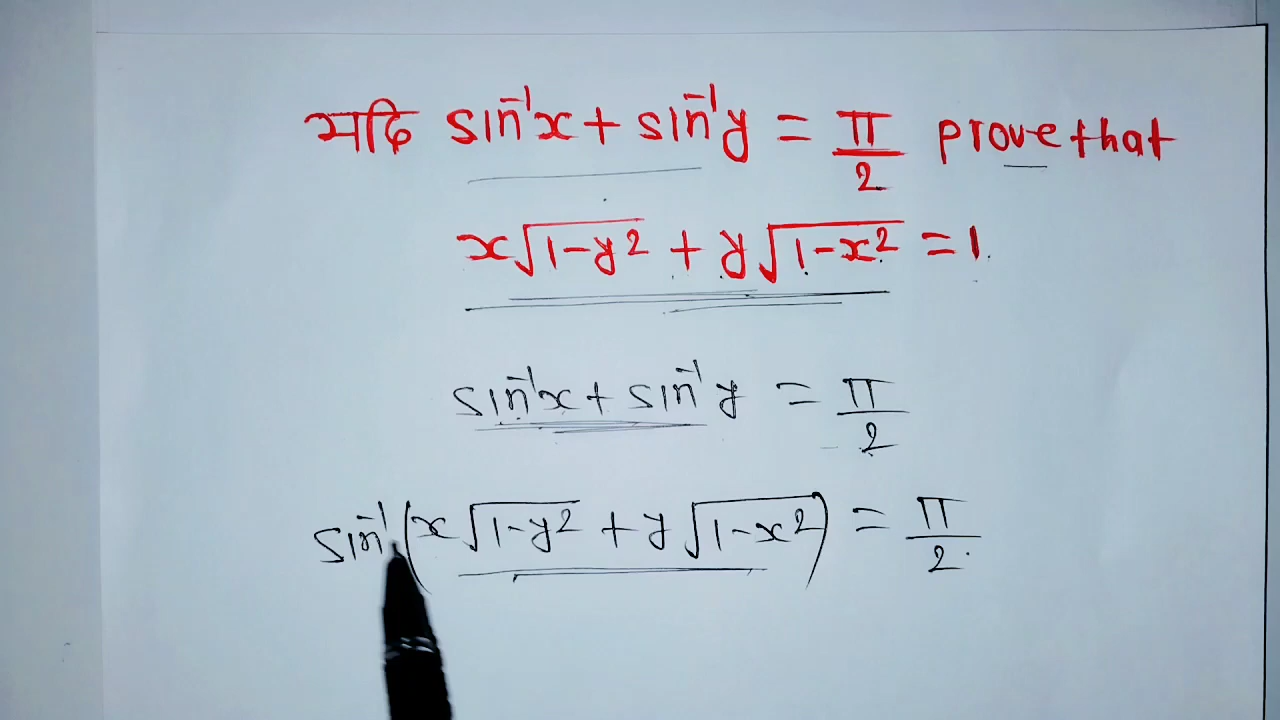 यदि sin⁻¹x + sin⁻¹y = π/2 prove that
x√(1-y²) + y√(1-x²) = 1.
sin⁻¹x + sin⁻¹y = π/2
sin⁻¹(x√(1-y²) + y√(1-x²)) = π/2